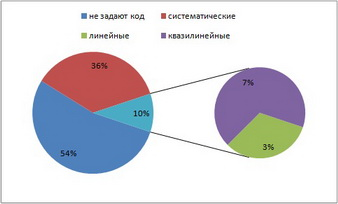 не задают код систематические
линейные квазилинейные
36%
7%
10%
54%
3%